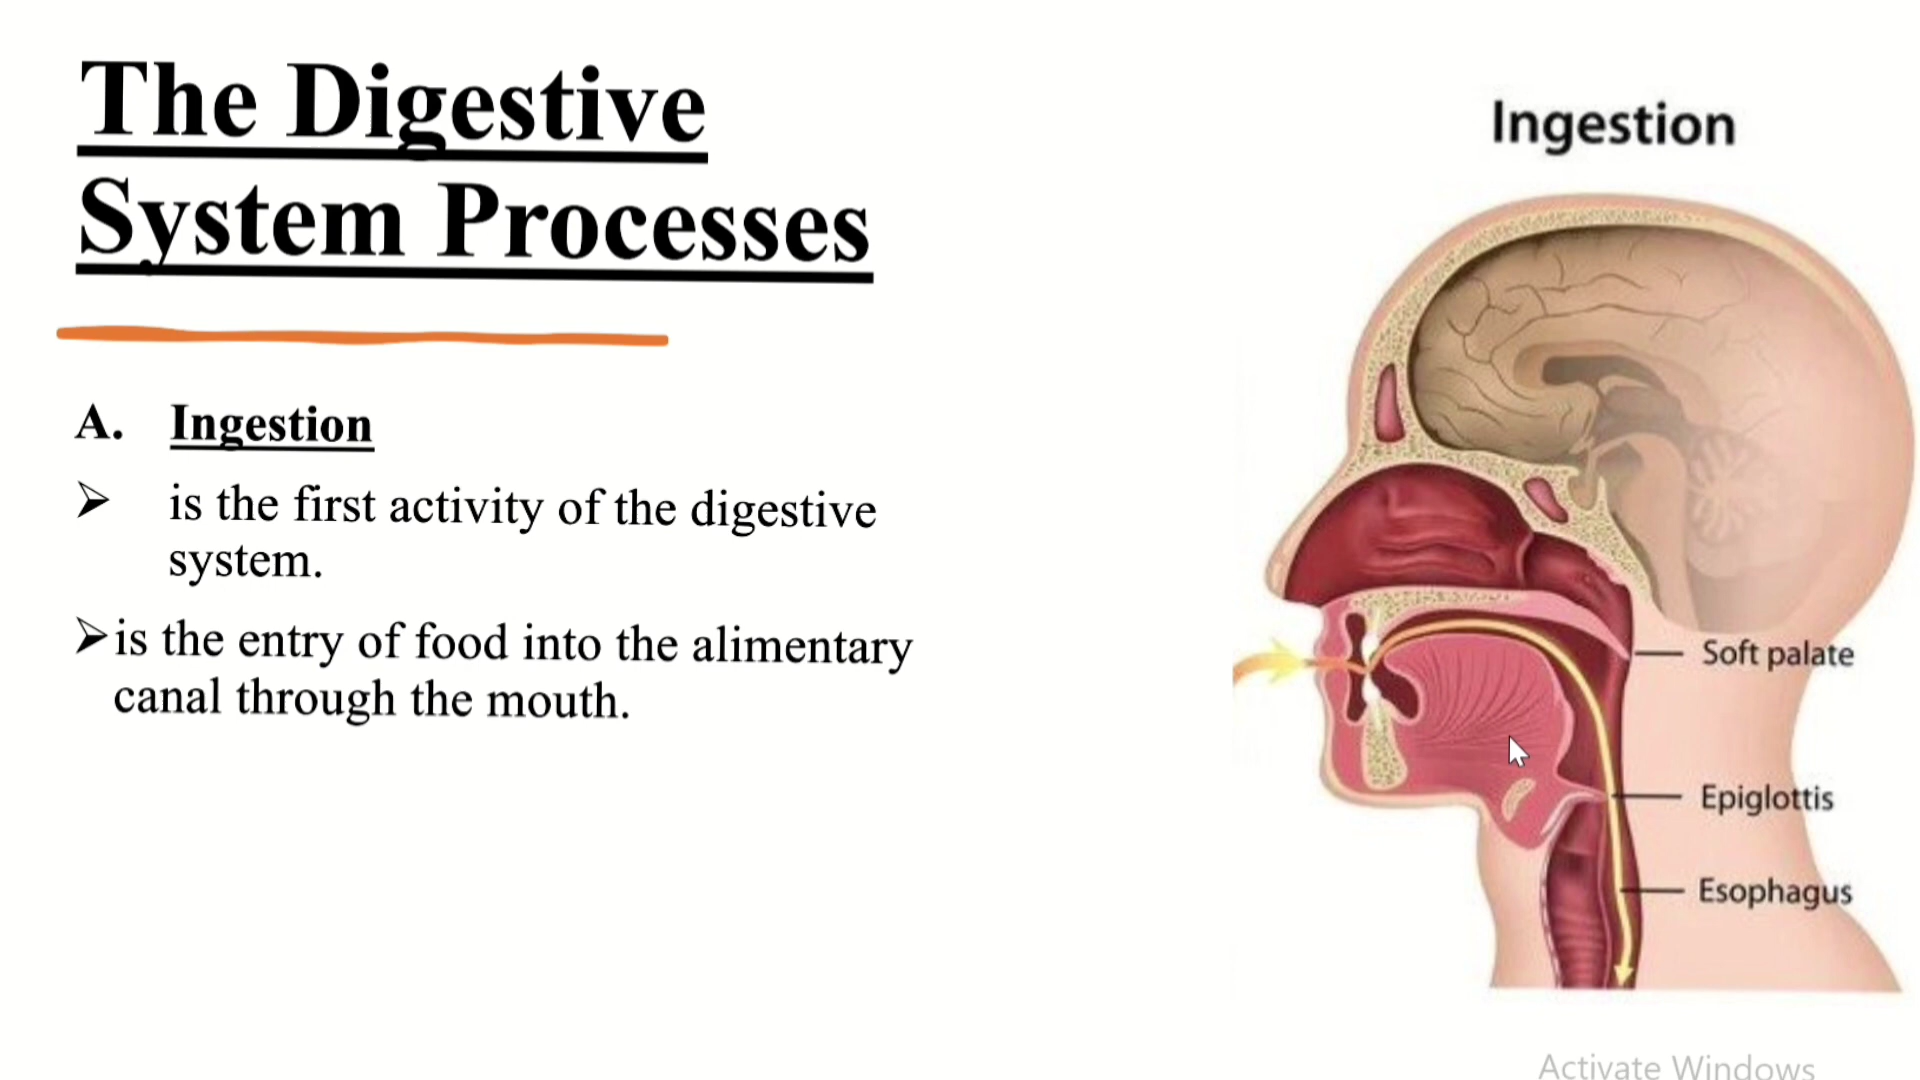 The Digestive
System Processes
A. Ingestion
➢ is the first activity of the digestive
system.
➢ is the entry of food into the alimentary
canal through the mouth.
Ingestion
Soft palate
Epiglottis
Esophagus
Activate Windows